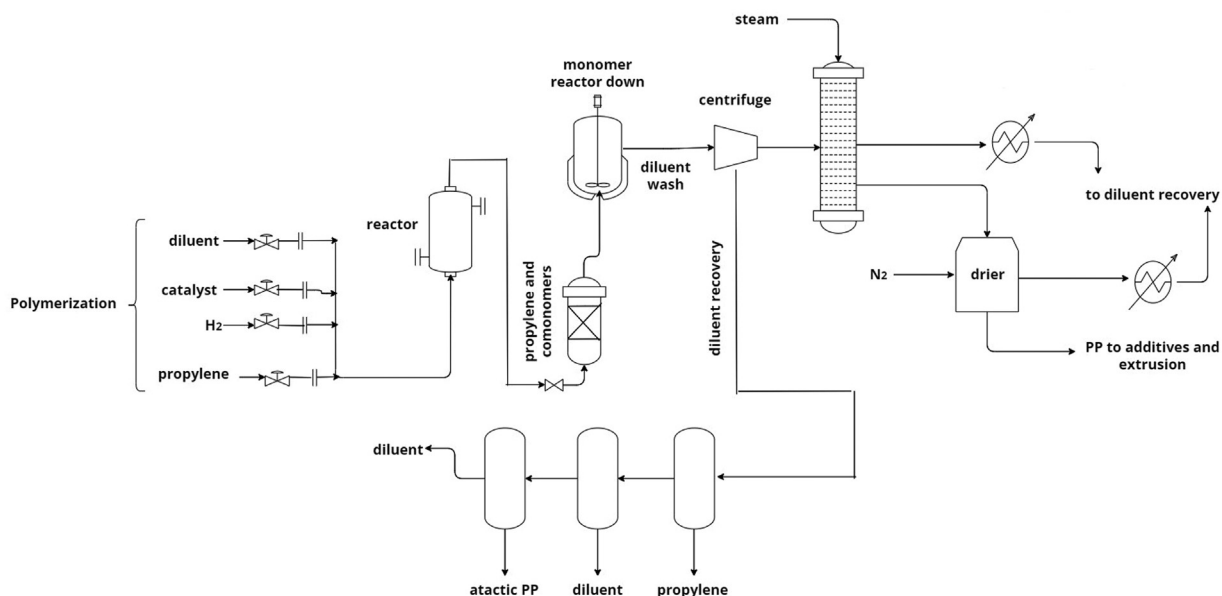 steam
monomer
reactor down
centrifuge
diluent
wash
to diluent recovery
reactor
diluent
catalyst
Polymerization
H2
propylene
propylene and
comonomers
diluent recovery
N2
drier
PP to additives and
extrusion
diluent
atactic PP
diluent
propylene